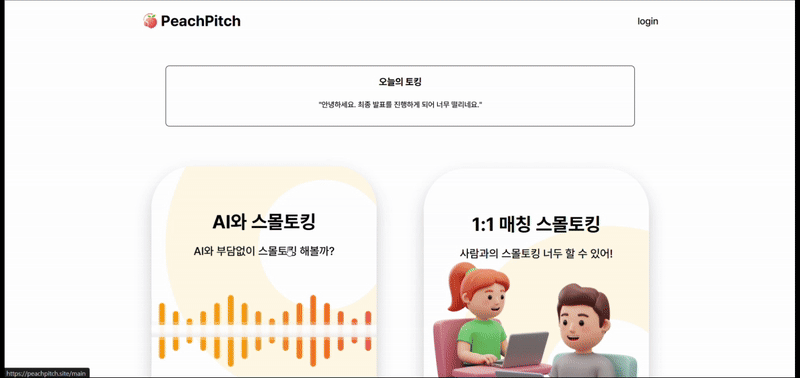 PeachPitch
login
오늘의 토킹
"안녕하세요. 최종 발표를 진행하게 되어 너무 떨리네요."
AI와 스몰토킹
AI와 부담없이 스몰토킹 해볼까?
1:1 매칭 스몰토킹
사람과의 스몰토킹 너두 할 수 있어!
https://peachpitch.site/main